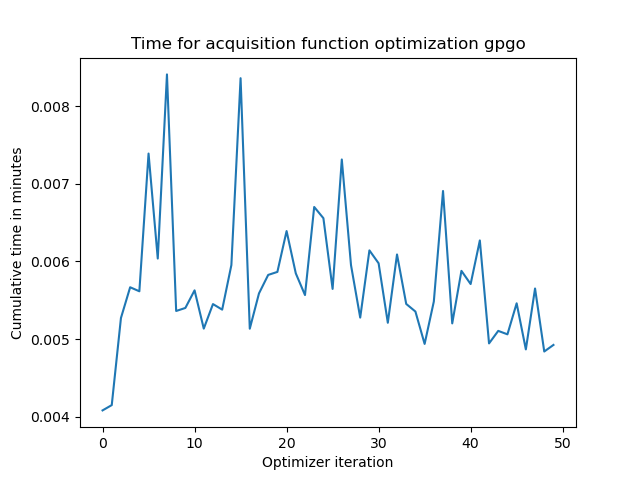 Time for acquisition function optimization gpgo
Cumulative time in minutes
0.008
0.007
0.006
0.005
0.004
0 10 20 30 40 50
Optimizer iteration